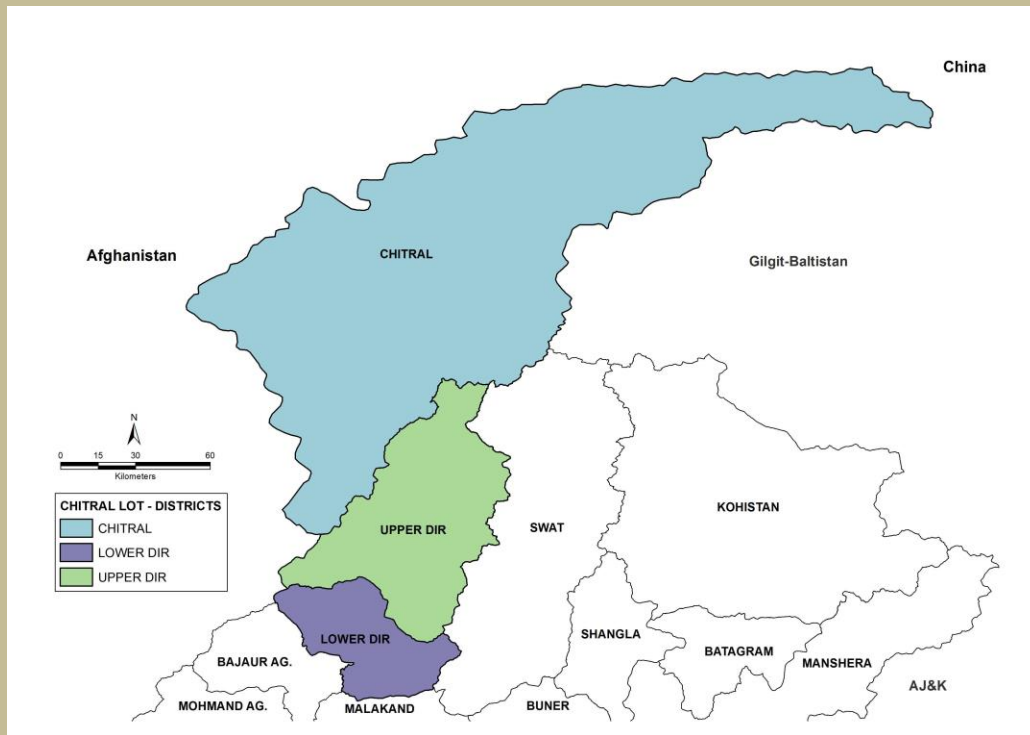 China
Afghanistan
CHITRAL
Gilgit-Baltistan
N
0 15 30 60
Kilometers
CHITRAL LOT - DISTRICTS
CHITRAL
LOWER DIR
UPPER DIR
UPPER DIR
SWAT
KOHISTAN
LOWER DIR
SHANGLA
BATAGRAM
MANSHERA
BAJAUR AG.
AJ&K
MOHMAND AG.
MALAKAND
BUNER